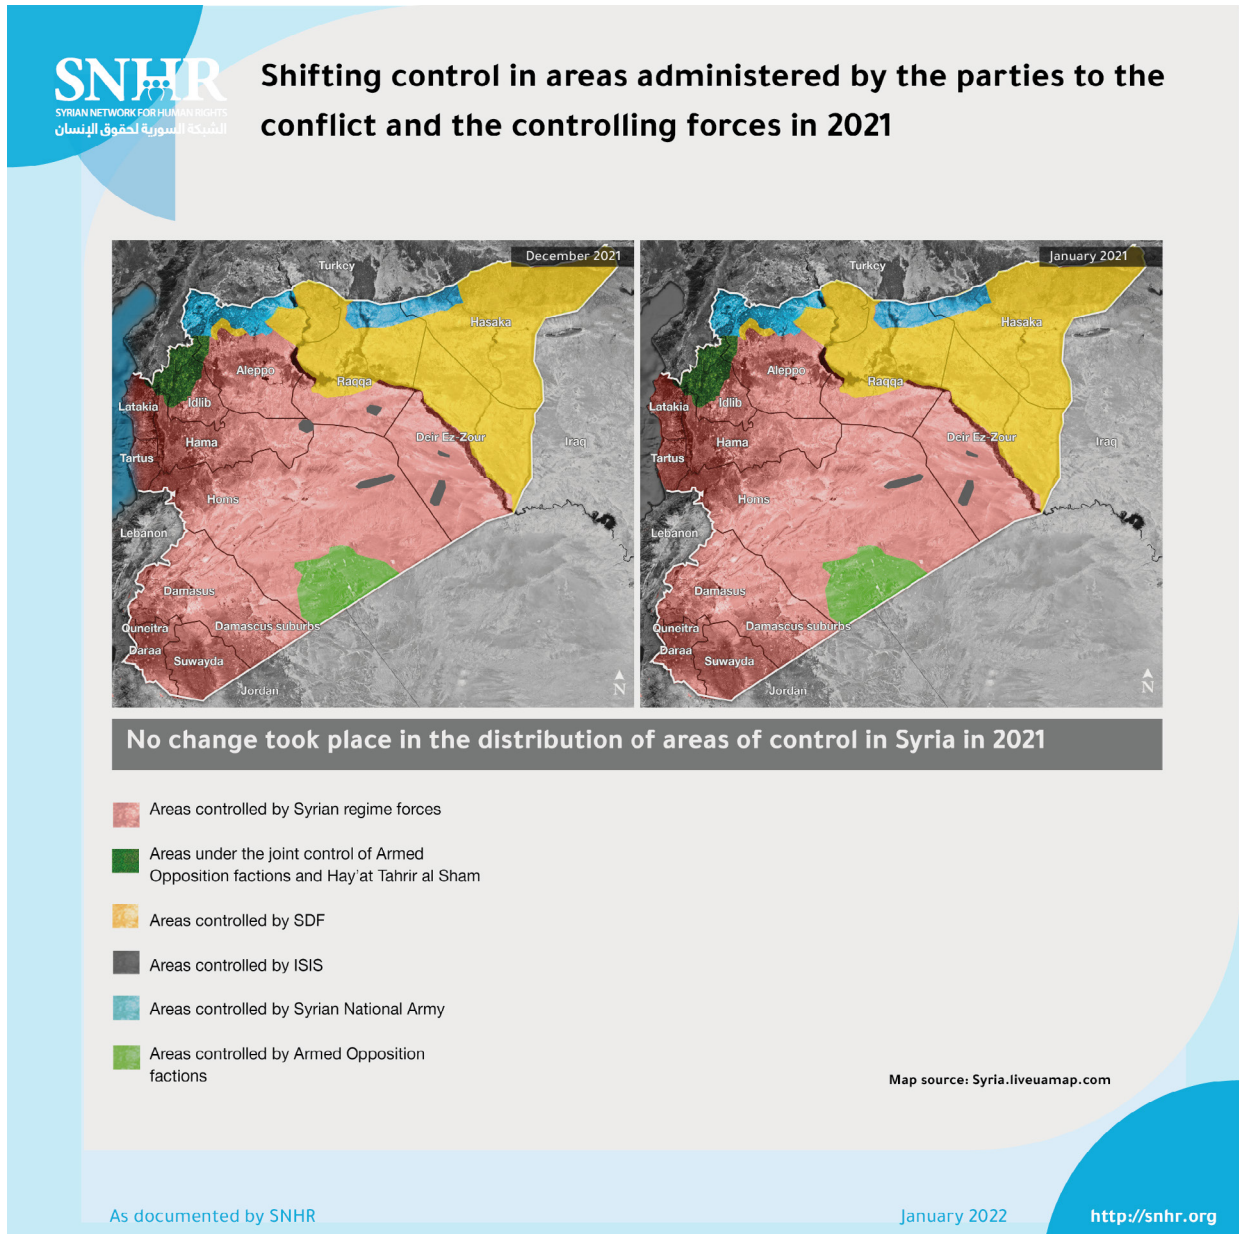 SNHR
SYRIAN NETWORK FOR HUMAN RIGHTS
الشبكة السورية لحقوق الإنسان
Shifting control in areas administered by the parties to the
conflict and the controlling forces in 2021
December 2021
Turkey
Hasaka
Aleppo
Raqqa
Latakia
Idlib
Hama
Deir Ez-Zour
Iraq
Tartus
Homs
Lebanon
Damasus
Quneitra
Damascus suburbs
Daraa
Suwayda
Jordan
N
January 2021
Turkey
Hasaka
Aleppo
Raqqa
Latakia
Idlib
Hama
Deir Ez-Zour
Iraq
Tartus
Homs
Lebanon
Damasus
Quneitra
Damascus suburbs
Daraa
Suwayda
Jordan
N
No change took place in the distribution of areas of control in Syria in 2021
Areas controlled by Syrian regime forces
Areas under the joint control of Armed
Opposition factions and Hay'at Tahrir al Sham
Areas controlled by SDF
Areas controlled by ISIS
Areas controlled by Syrian National Army
Areas controlled by Armed Opposition
factions
Map source: Syria.liveuamap.com
As documented by SNHR
January 2022
http://snhr.org